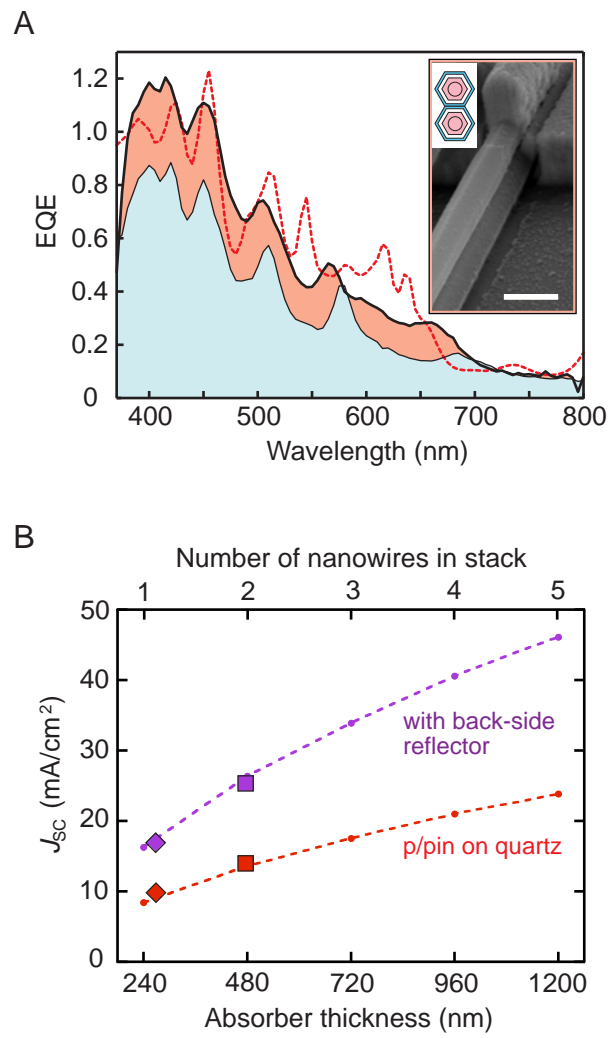 A
EQE
1.2
1.0
0.8
0.6
0.4
0.2
0
400
500
600
700
800
Wavelength (nm)
B
Number of nanowires in stack
1
2
3
4
5
J_SC (mA/cm²)
50
40
30
20
10
0
with back-side
reflector
p/pin on quartz
240
480
720
960
1200
Absorber thickness (nm)